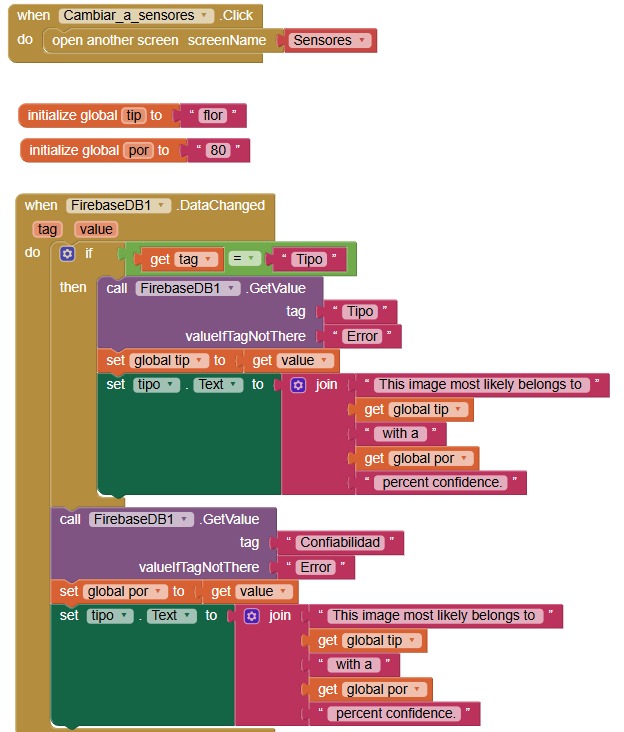 when Cambiar_a_sensores .Click
do open another screen screenName Sensores
initialize global tip to " flor "
initialize global por to " 80 "
when FirebaseDB1 .DataChanged
tag value
do if get tag = " Tipo "
then call FirebaseDB1 .GetValue
tag " Tipo "
valueIfTagNotThere " Error "
set global tip to get value
set tipo . Text to join " This image most likely belongs to "
get global tip
" with a "
get global por
" percent confidence. "
call FirebaseDB1 .GetValue
tag " Confiabilidad "
valueIfTagNotThere " Error "
set global por to get value
set tipo . Text to join " This image most likely belongs to "
get global tip
" with a "
get global por
" percent confidence. "